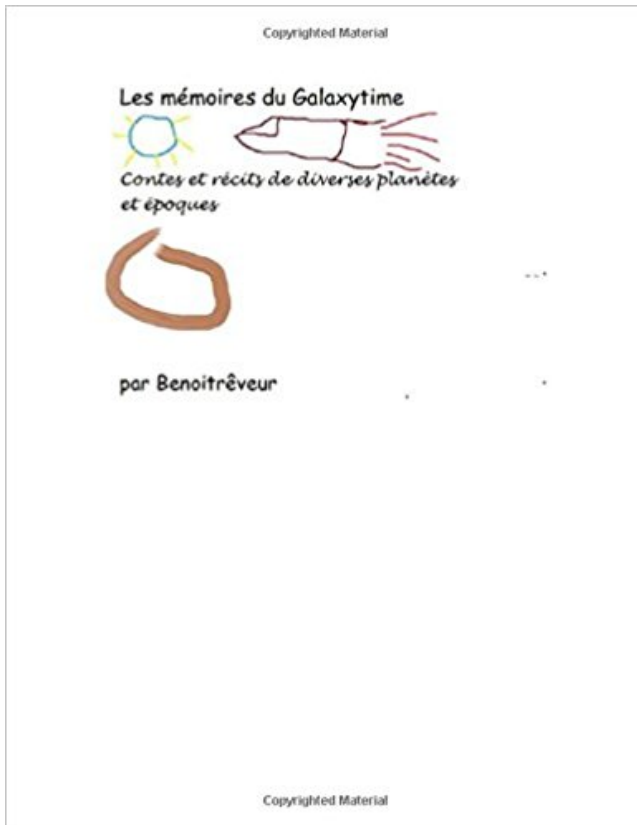 Copyrighted Material
Les mémoires du Galaxytime
Contes et récits de diverses planètes
et époques
par Benoitrêveur
Copyrighted Material